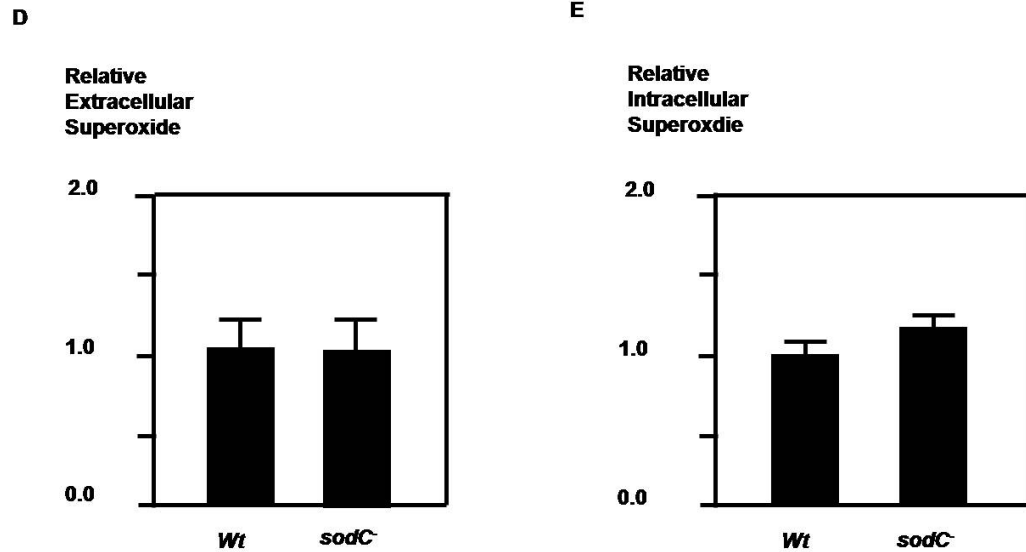 D
Relative
Extracellular
Superoxide
2.0
1.0
0.0
Wt sodC-
E
Relative
Intracellular
Superoxdie
2.0
1.0
0.0
Wt sodC-